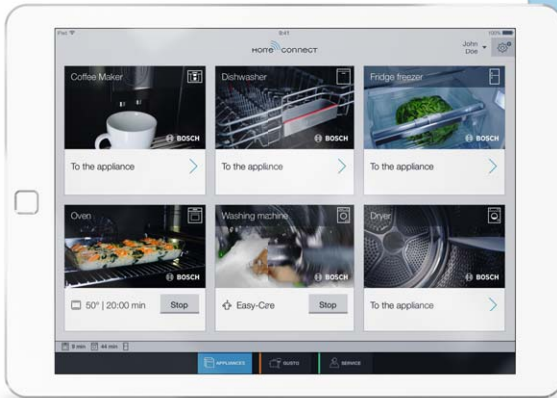 iPad
9:41
100%
HOME CONNECT
John
Doe
Coffee Maker
BOSCH
To the appliance
Dishwasher
BOSCH
To the appliance
Fridge freezer
BOSCH
To the appliance
Oven
BOSCH
50° | 20:00 min
Stop
Washing machine
BOSCH
Easy-Care
Stop
Dryer
BOSCH
To the appliance
9 min
44 min
APPLIANCES
GUSTO
SERVICE